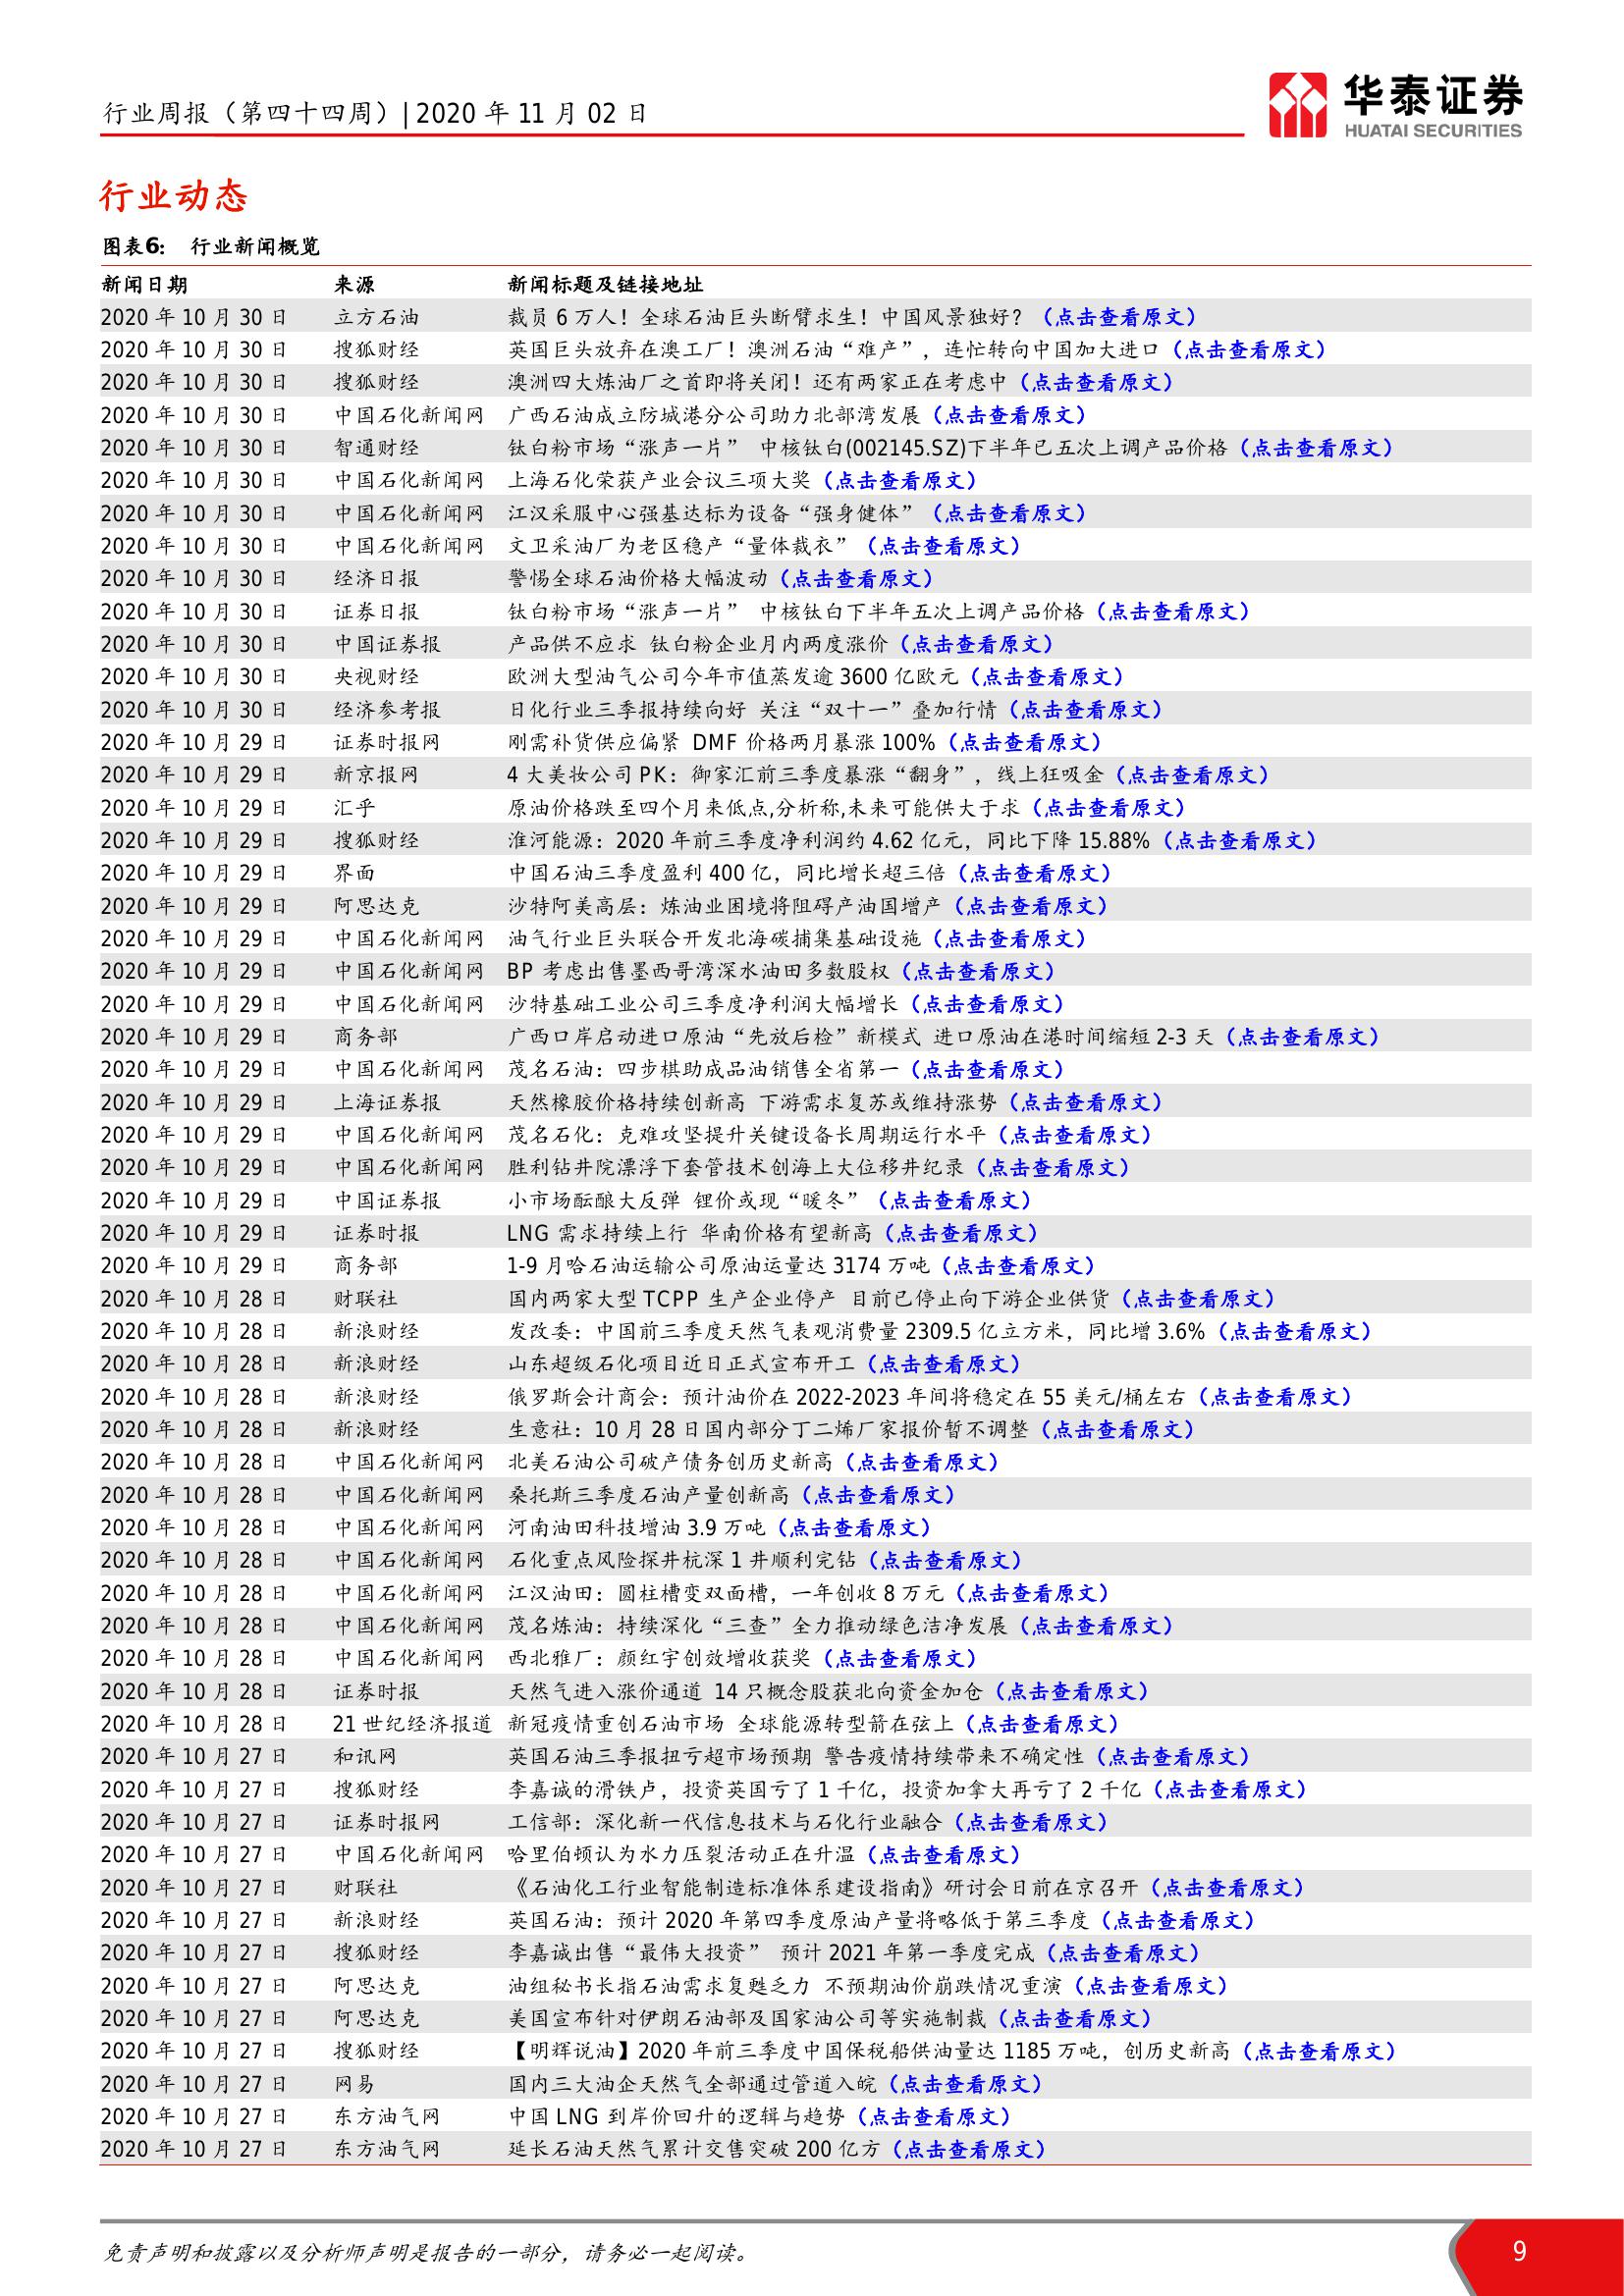 行业周报（第四十四周）| 2020 年 11 月 02 日
华泰证券
HUATAI SECURITIES
行业动态
图表6： 行业新闻概览
新闻日期 来源 新闻标题及链接地址
2020 年 10 月 30 日 立方石油 裁员 6 万人！全球石油巨头断臂求生！中国风景独好？（点击查看原文）
2020 年 10 月 30 日 搜狐财经 英国巨头放弃在澳工厂！澳洲石油“难产”，连忙转向中国加大进口（点击查看原文）
2020 年 10 月 30 日 搜狐财经 澳洲四大炼油厂之首即将关闭！还有两家正在考虑中（点击查看原文）
2020 年 10 月 30 日 中国石化新闻网 广西石油成立防城港分公司助力北部湾发展（点击查看原文）
2020 年 10 月 30 日 智通财经 钛白粉市场“涨声一片” 中核钛白(002145.SZ)下半年已五次上调产品价格（点击查看原文）
2020 年 10 月 30 日 中国石化新闻网 上海石化荣获产业会议三项大奖（点击查看原文）
2020 年 10 月 30 日 中国石化新闻网 江汉采服中心强基达标为设备“强身健体”（点击查看原文）
2020 年 10 月 30 日 中国石化新闻网 文卫采油厂为老区稳产“量体裁衣”（点击查看原文）
2020 年 10 月 30 日 经济日报 警惕全球石油价格大幅波动（点击查看原文）
2020 年 10 月 30 日 证券日报 钛白粉市场“涨声一片” 中核钛白下半年五次上调产品价格（点击查看原文）
2020 年 10 月 30 日 中国证券报 产品供不应求 钛白粉企业月内两度涨价（点击查看原文）
2020 年 10 月 30 日 央视财经 欧洲大型油气公司今年市值蒸发逾 3600 亿欧元（点击查看原文）
2020 年 10 月 30 日 经济参考报 日化行业三季报持续向好 关注“双十一”叠加行情（点击查看原文）
2020 年 10 月 29 日 证券时报网 刚需补货供应偏紧 DMF 价格两月暴涨 100%（点击查看原文）
2020 年 10 月 29 日 新京报网 4 大美妆公司 PK：御家汇前三季度暴涨“翻身”，线上狂吸金（点击查看原文）
2020 年 10 月 29 日 汇乎 原油价格跌至四个月来低点,分析称,未来可能供大于求（点击查看原文）
2020 年 10 月 29 日 搜狐财经 淮河能源：2020 年前三季度净利润约 4.62 亿元，同比下降 15.88%（点击查看原文）
2020 年 10 月 29 日 界面 中国石油三季度盈利 400 亿，同比增长超三倍（点击查看原文）
2020 年 10 月 29 日 阿思达克 沙特阿美高层：炼油业困境将阻碍产油国增产（点击查看原文）
2020 年 10 月 29 日 中国石化新闻网 油气行业巨头联合开发北海碳捕集基础设施（点击查看原文）
2020 年 10 月 29 日 中国石化新闻网 BP 考虑出售墨西哥湾深水油田多数股权（点击查看原文）
2020 年 10 月 29 日 中国石化新闻网 沙特基础工业公司三季度净利润大幅增长（点击查看原文）
2020 年 10 月 29 日 商务部 广西口岸启动进口原油“先放后检”新模式 进口原油在港时间缩短 2-3 天（点击查看原文）
2020 年 10 月 29 日 中国石化新闻网 茂名石油：四步棋助成品油销售全省第一（点击查看原文）
2020 年 10 月 29 日 上海证券报 天然橡胶价格持续创新高 下游需求复苏或维持涨势（点击查看原文）
2020 年 10 月 29 日 中国石化新闻网 茂名石化：克难攻坚提升关键设备长周期运行水平（点击查看原文）
2020 年 10 月 29 日 中国石化新闻网 胜利钻井院漂浮下套管技术创海上大位移井纪录（点击查看原文）
2020 年 10 月 29 日 中国证券报 小市场酝酿大反弹 锂价或现“暖冬”（点击查看原文）
2020 年 10 月 29 日 证券时报 LNG 需求持续上行 华南价格有望新高（点击查看原文）
2020 年 10 月 29 日 商务部 1-9 月哈石油运输公司原油运量达 3174 万吨（点击查看原文）
2020 年 10 月 28 日 财联社 国内两家大型 TCPP 生产企业停产 目前已停止向下游企业供货（点击查看原文）
2020 年 10 月 28 日 新浪财经 发改委：中国前三季度天然气表观消费量 2309.5 亿立方米，同比增 3.6%（点击查看原文）
2020 年 10 月 28 日 新浪财经 山东超级石化项目近日正式宣布开工（点击查看原文）
2020 年 10 月 28 日 新浪财经 俄罗斯会计商会：预计油价在 2022-2023 年间将稳定在 55 美元/桶左右（点击查看原文）
2020 年 10 月 28 日 新浪财经 生意社：10 月 28 日国内部分丁二烯厂家报价暂不调整（点击查看原文）
2020 年 10 月 28 日 中国石化新闻网 北美石油公司破产债务创历史新高（点击查看原文）
2020 年 10 月 28 日 中国石化新闻网 桑托斯三季度石油产量创新高（点击查看原文）
2020 年 10 月 28 日 中国石化新闻网 河南油田科技增油 3.9 万吨（点击查看原文）
2020 年 10 月 28 日 中国石化新闻网 石化重点风险探井杭深 1 井顺利完钻（点击查看原文）
2020 年 10 月 28 日 中国石化新闻网 江汉油田：圆柱槽变双面槽，一年创收 8 万元（点击查看原文）
2020 年 10 月 28 日 中国石化新闻网 茂名炼油：持续深化“三查”全力推动绿色洁净发展（点击查看原文）
2020 年 10 月 28 日 中国石化新闻网 西北雅厂：颜红宇创效增收获奖（点击查看原文）
2020 年 10 月 28 日 证券时报 天然气进入涨价通道 14 只概念股获北向资金加仓（点击查看原文）
2020 年 10 月 28 日 21 世纪经济报道 新冠疫情重创石油市场 全球能源转型箭在弦上（点击查看原文）
2020 年 10 月 27 日 和讯网 英国石油三季报扭亏超市场预期 警告疫情持续带来不确定性（点击查看原文）
2020 年 10 月 27 日 搜狐财经 李嘉诚的滑铁卢，投资英国亏了 1 千亿，投资加拿大再亏了 2 千亿（点击查看原文）
2020 年 10 月 27 日 证券时报网 工信部：深化新一代信息技术与石化行业融合（点击查看原文）
2020 年 10 月 27 日 中国石化新闻网 哈里伯顿认为水力压裂活动正在升温（点击查看原文）
2020 年 10 月 27 日 财联社 《石油化工行业智能制造标准体系建设指南》研讨会日前在京召开（点击查看原文）
2020 年 10 月 27 日 新浪财经 英国石油：预计 2020 年第四季度原油产量将略低于第三季度（点击查看原文）
2020 年 10 月 27 日 搜狐财经 李嘉诚出售“最伟大投资” 预计 2021 年第一季度完成（点击查看原文）
2020 年 10 月 27 日 阿思达克 油组秘书长指石油需求复甦乏力 不预期油价崩跌情况重演（点击查看原文）
2020 年 10 月 27 日 阿思达克 美国宣布针对伊朗石油部及国家油公司等实施制裁（点击查看原文）
2020 年 10 月 27 日 搜狐财经 【明辉说油】2020 年前三季度中国保税船供油量达 1185 万吨，创历史新高（点击查看原文）
2020 年 10 月 27 日 网易 国内三大油企天然气全部通过管道入皖（点击查看原文）
2020 年 10 月 27 日 东方油气网 中国 LNG 到岸价回升的逻辑与趋势（点击查看原文）
2020 年 10 月 27 日 东方油气网 延长石油天然气累计交售突破 200 亿方（点击查看原文）
免责声明和披露以及分析师声明是报告的一部分，请务必一起阅读。 9